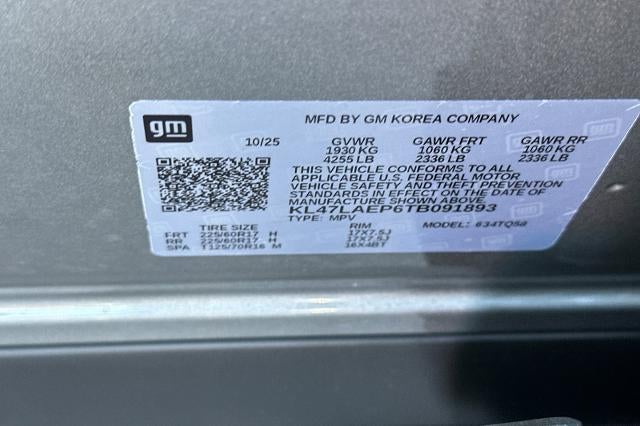 gm
MFD BY GM KOREA COMPANY
10/25 GVWR GAWR FRT GAWR RR
1930 KG 1060 KG 1060 KG
4255 LB 2336 LB 2336 LB
THIS VEHICLE CONFORMS TO ALL
APPLICABLE U.S. FEDERAL MOTOR
VEHICLE SAFETY AND THEFT PREVENTION
STANDARDS IN EFFECT ON THE DATE OF
MANUFACTURE SHOWN ABOVE.
KL47LAEP6TB091893
TYPE: MPV
TIRE SIZE RIM MODEL: 634TQ58
FRT 225/60R17 H 17X7.5J
RR 225/60R17 H 17X7.5J
SPA T125/70R16 M 16X4BT